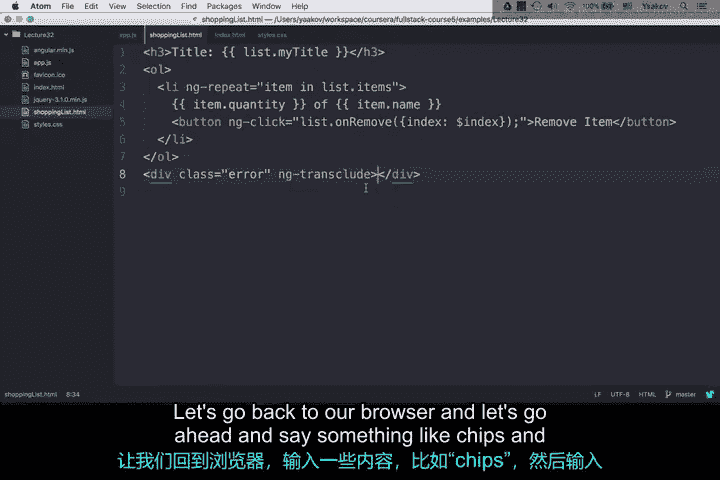 Atom File Edit View Selection Find Packages Window Help 100% Yaakov
shoppingList.html — /Users/yaakov/workspace/coursera/fullstack-course5/examples/Lecture32
Lecture32
angular.min.js
app.js
favicon.ico
index.html
jquery-3.1.0.min.js
shoppingList.html
styles.css
app.js shoppingList.html index.html styles.css
1 <h3>Title: {{ list.myTitle }}</h3>
2 <ol>
3 <li ng-repeat="item in list.items">
4 {{ item.quantity }} of {{ item.name }}
5 <button ng-click="list.onRemove({index: $index});">Remove Item</button>
6 </li>
7 </ol>
8 <div class="error" ng-transclude></div>
9
shoppingList.html 8:34 LF UTF-8 HTML master
Let's go back to our browser and let's go
ahead and say something like chips and
让我们回到浏览器，输入一些内容，比如“chips”，然后输入